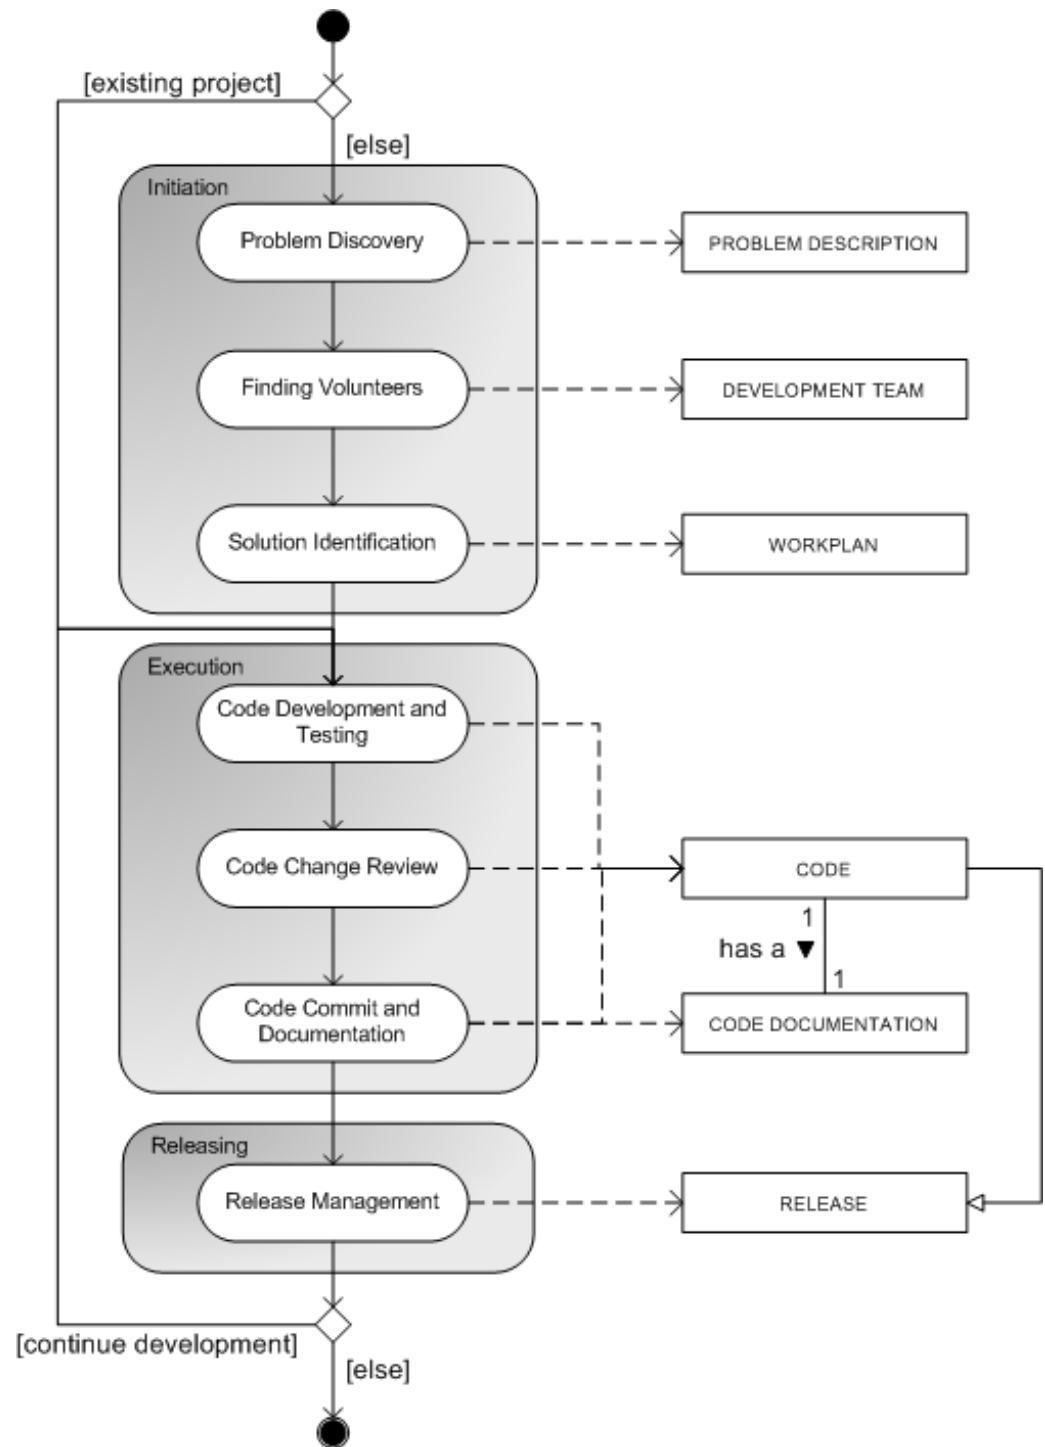 [existing project]
[else]
Initiation
Problem Discovery
PROBLEM DESCRIPTION
Finding Volunteers
DEVELOPMENT TEAM
Solution Identification
WORKPLAN
Execution
Code Development and
Testing
Code Change Review
CODE
1
has a ▼
1
Code Commit and
Documentation
CODE DOCUMENTATION
Releasing
Release Management
RELEASE
[continue development]
[else]